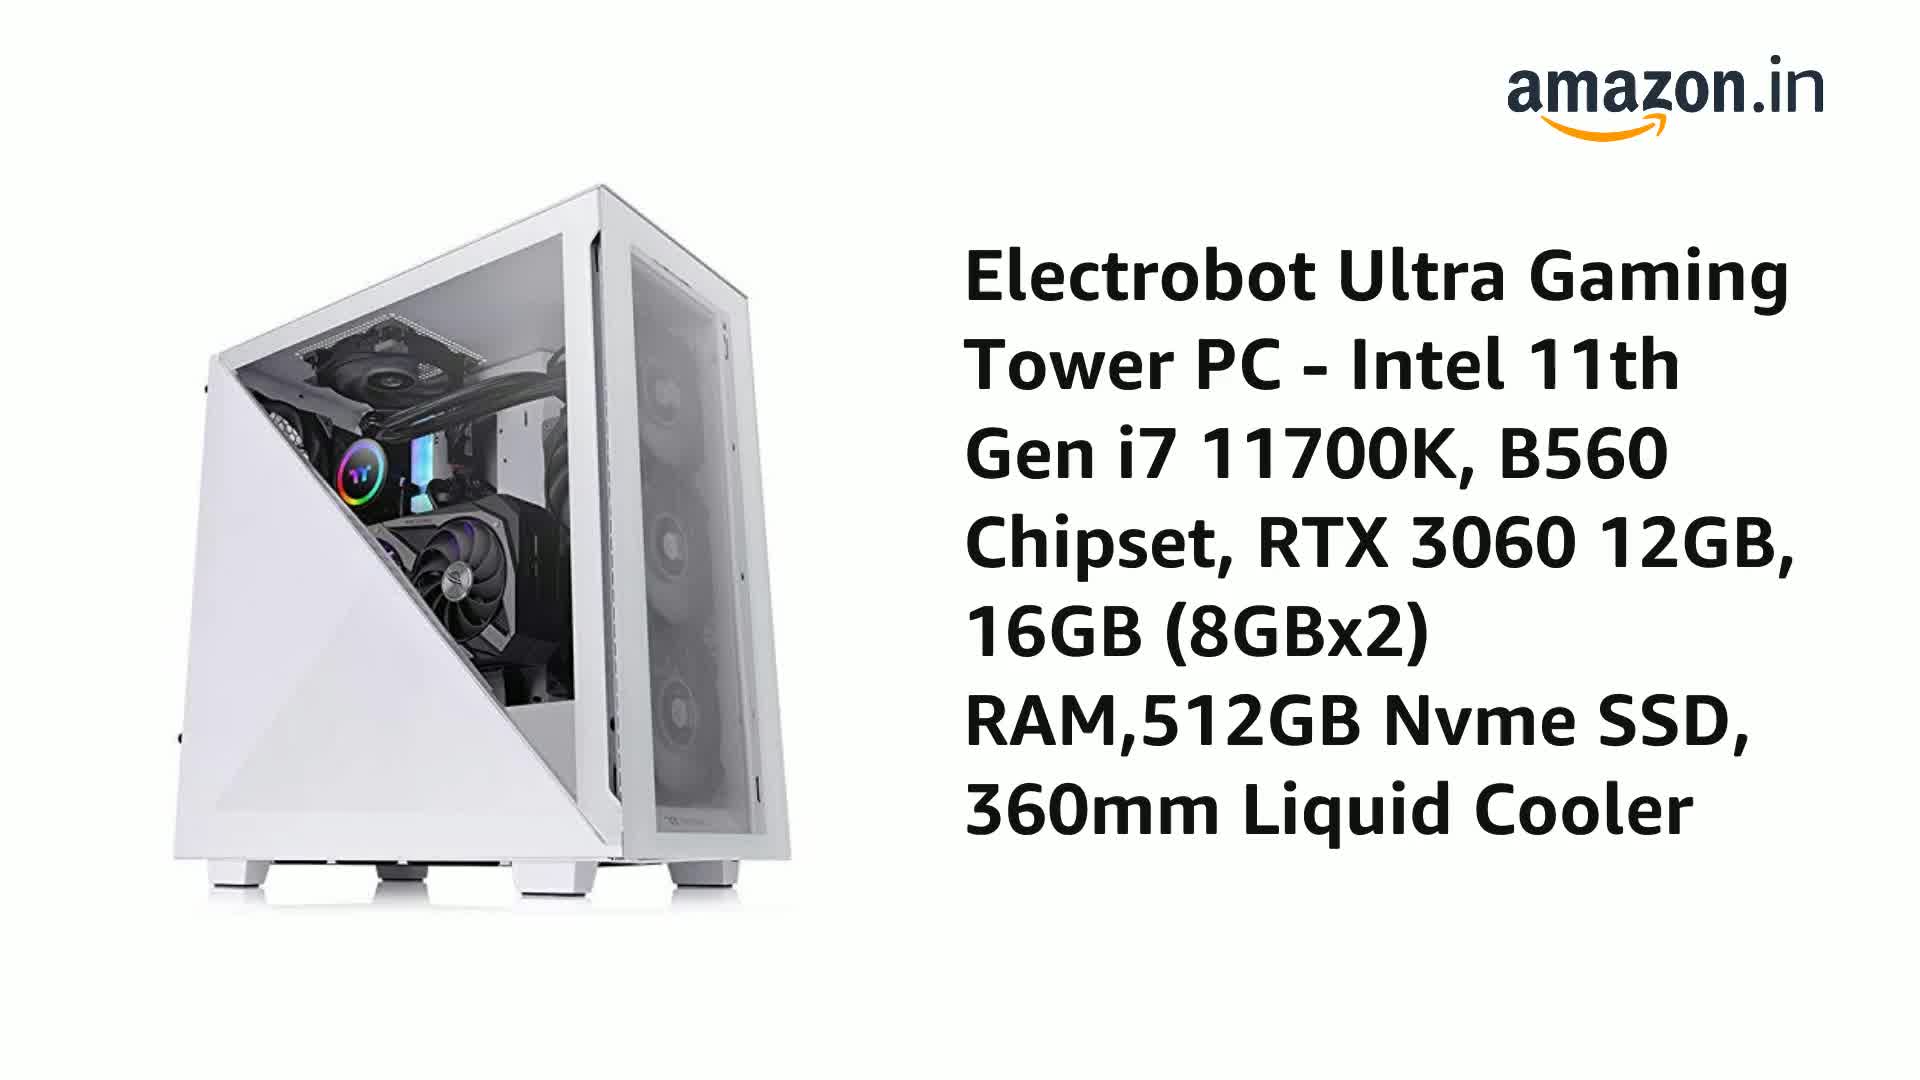 amazon.in
Electrobot Ultra Gaming
Tower PC - Intel 11th
Gen i7 11700K, B560
Chipset, RTX 3060 12GB,
16GB (8GBx2)
RAM,512GB Nvme SSD,
360mm Liquid Cooler